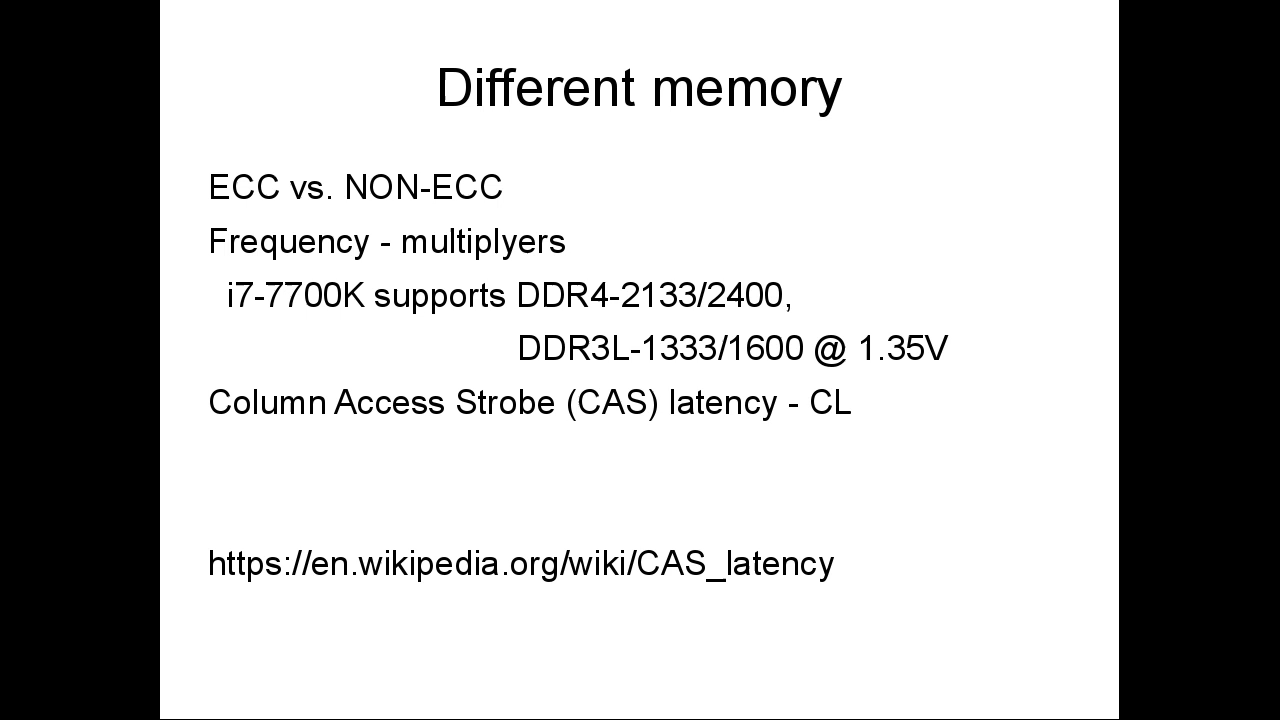 Different memory
ECC vs. NON-ECC
Frequency - multiplyers
i7-7700K supports DDR4-2133/2400,
DDR3L-1333/1600 @ 1.35V
Column Access Strobe (CAS) latency - CL
https://en.wikipedia.org/wiki/CAS_latency